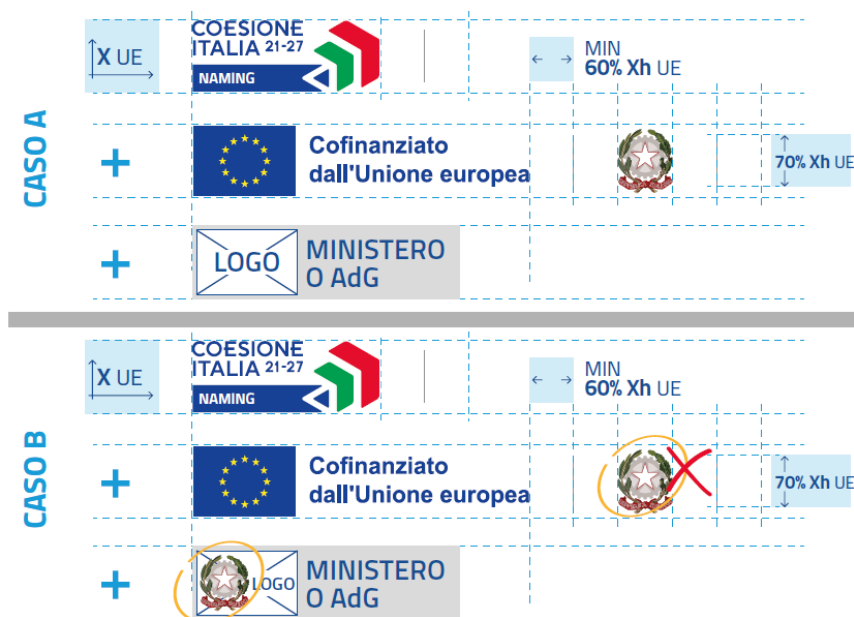 CASO A
X UE
COESIONE
ITALIA 21-27
NAMING
MIN
60% Xh UE
+
Cofinanziato
dall'Unione europea
70% Xh UE
+
LOGO
MINISTERO
O AdG
CASO B
X UE
COESIONE
ITALIA 21-27
NAMING
MIN
60% Xh UE
+
Cofinanziato
dall'Unione europea
70% Xh UE
+
LOGO
MINISTERO
O AdG